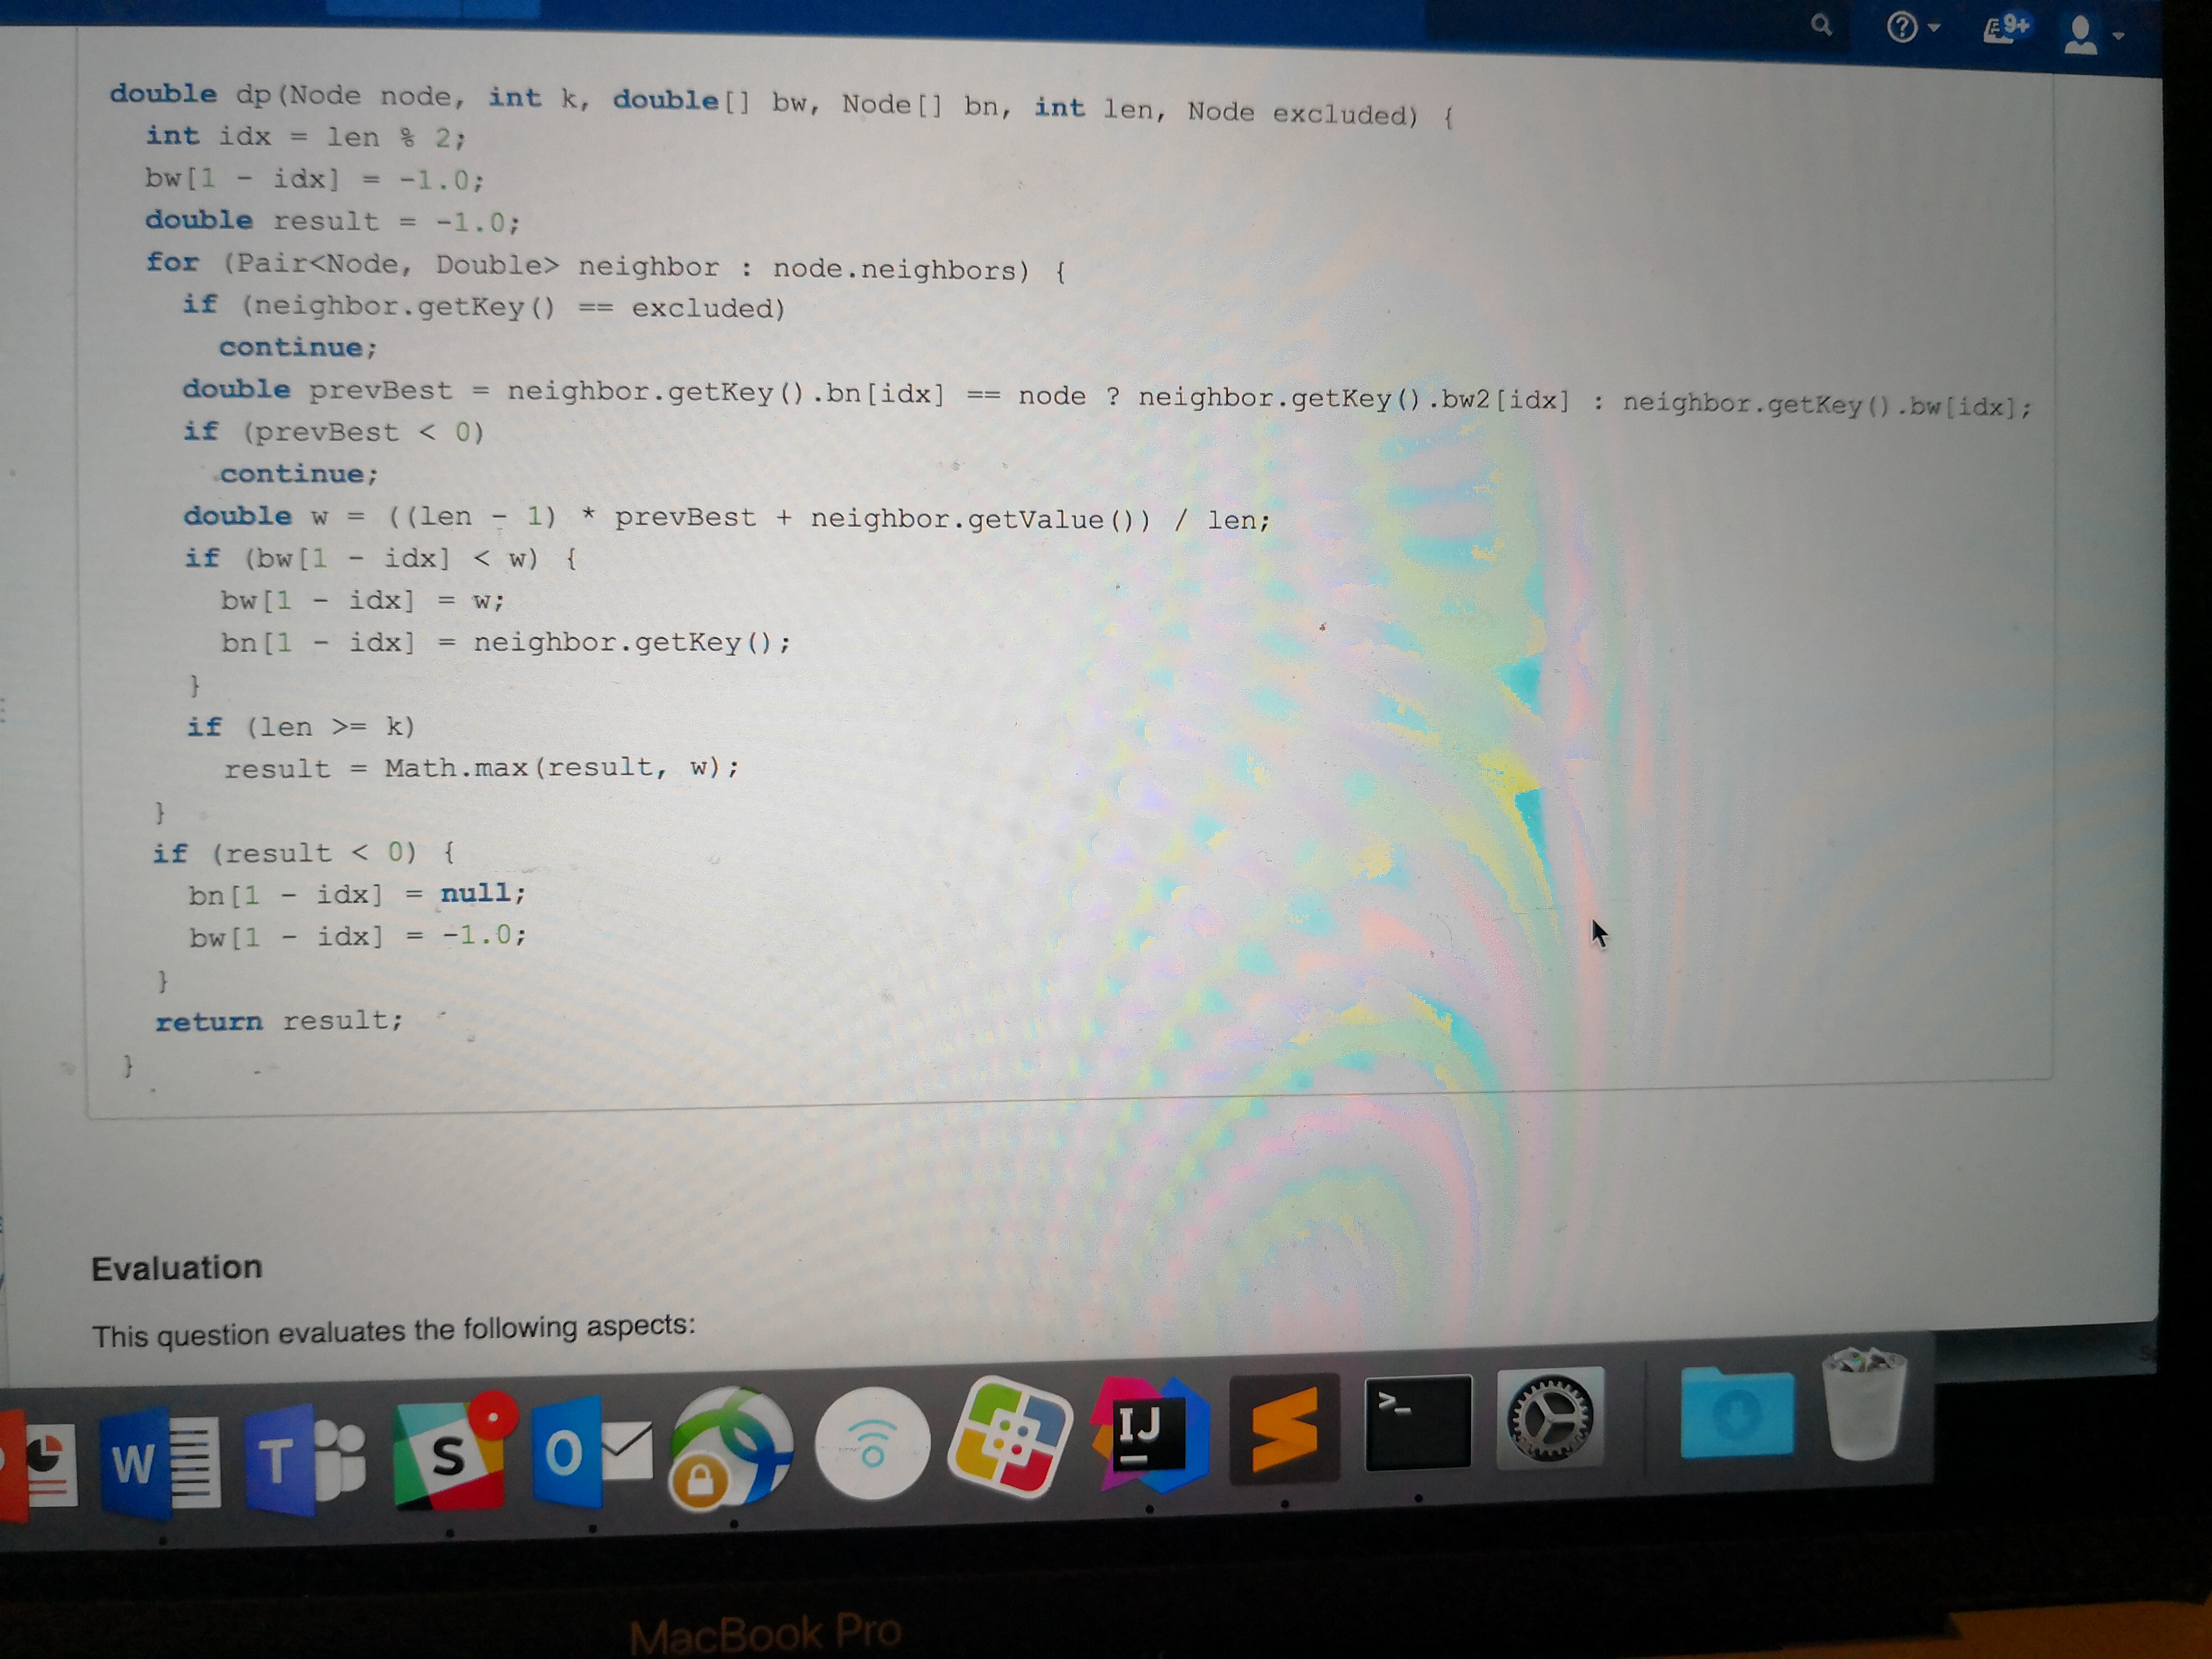 9+
double dp(Node node, int k, double[] bw, Node[] bn, int len, Node excluded) {
int idx = len % 2;
bw[1 - idx] = -1.0;
double result = -1.0;
for (Pair<Node, Double> neighbor : node.neighbors) {
if (neighbor.getKey() == excluded)
continue;
double prevBest = neighbor.getKey().bn[idx] == node ? neighbor.getKey().bw2[idx] : neighbor.getKey().bw[idx];
if (prevBest < 0)
continue;
double w = ((len - 1) * prevBest + neighbor.getValue()) / len;
if (bw[1 - idx] < w) {
bw[1 - idx] = w;
bn[1 - idx] = neighbor.getKey();
}
if (len >= k)
result = Math.max(result, w);
}
if (result < 0) {
bn[1 - idx] = null;
bw[1 - idx] = -1.0;
}
return result;
}
Evaluation
This question evaluates the following aspects:
W T S O IJ >_
MacBook Pro